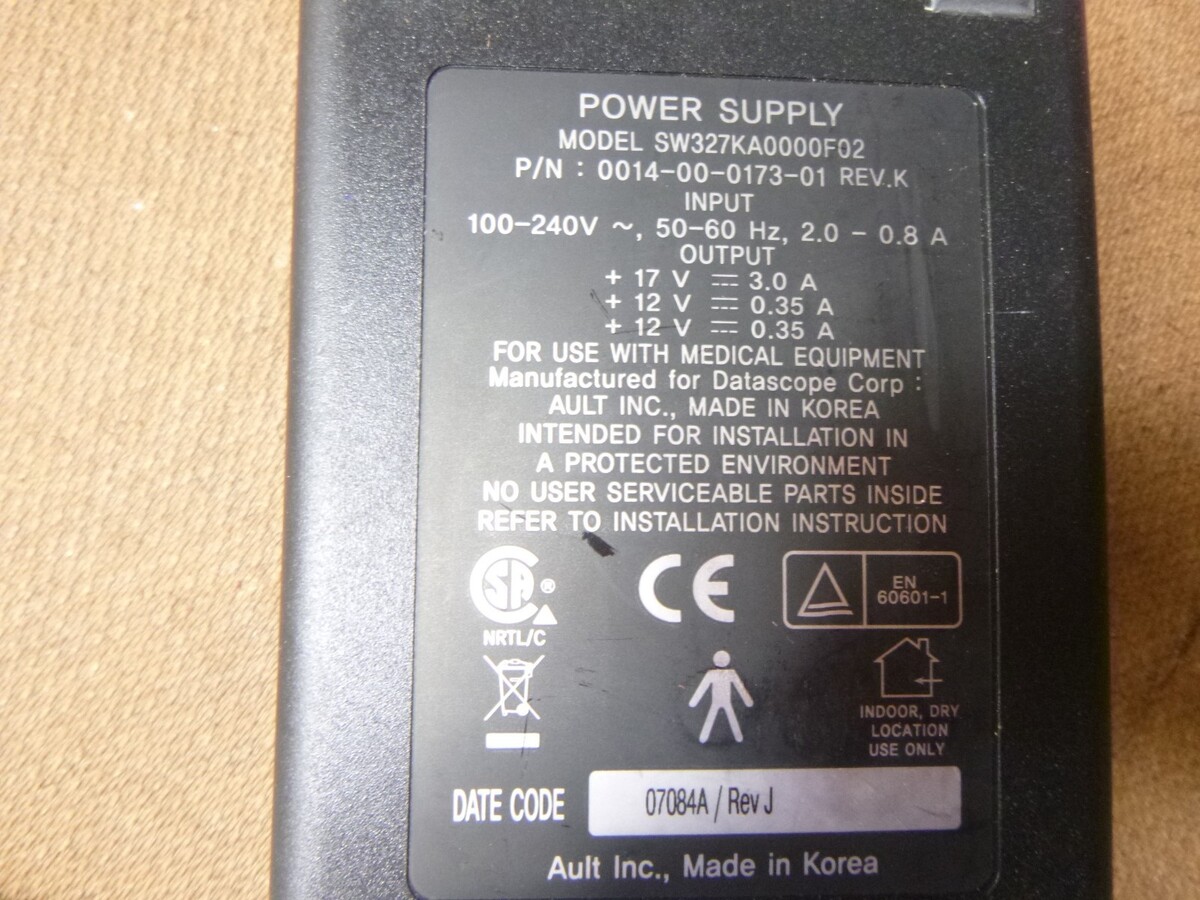 POWER SUPPLY
MODEL SW327KA0000F02
P/N : 0014-00-0173-01 REV.K
INPUT
100-240V ~, 50-60 Hz, 2.0 - 0.8 A
OUTPUT
+ 17 V ⎓ 3.0 A
+ 12 V ⎓ 0.35 A
+ 12 V ⎓ 0.35 A
FOR USE WITH MEDICAL EQUIPMENT
Manufactured for Datascope Corp :
AULT INC., MADE IN KOREA
INTENDED FOR INSTALLATION IN
A PROTECTED ENVIRONMENT
NO USER SERVICEABLE PARTS INSIDE
REFER TO INSTALLATION INSTRUCTION
SA ®
NRTL/C
CE
EN
60601-1
INDOOR, DRY
LOCATION
USE ONLY
DATE CODE 07084A / Rev J
Ault Inc., Made in Korea